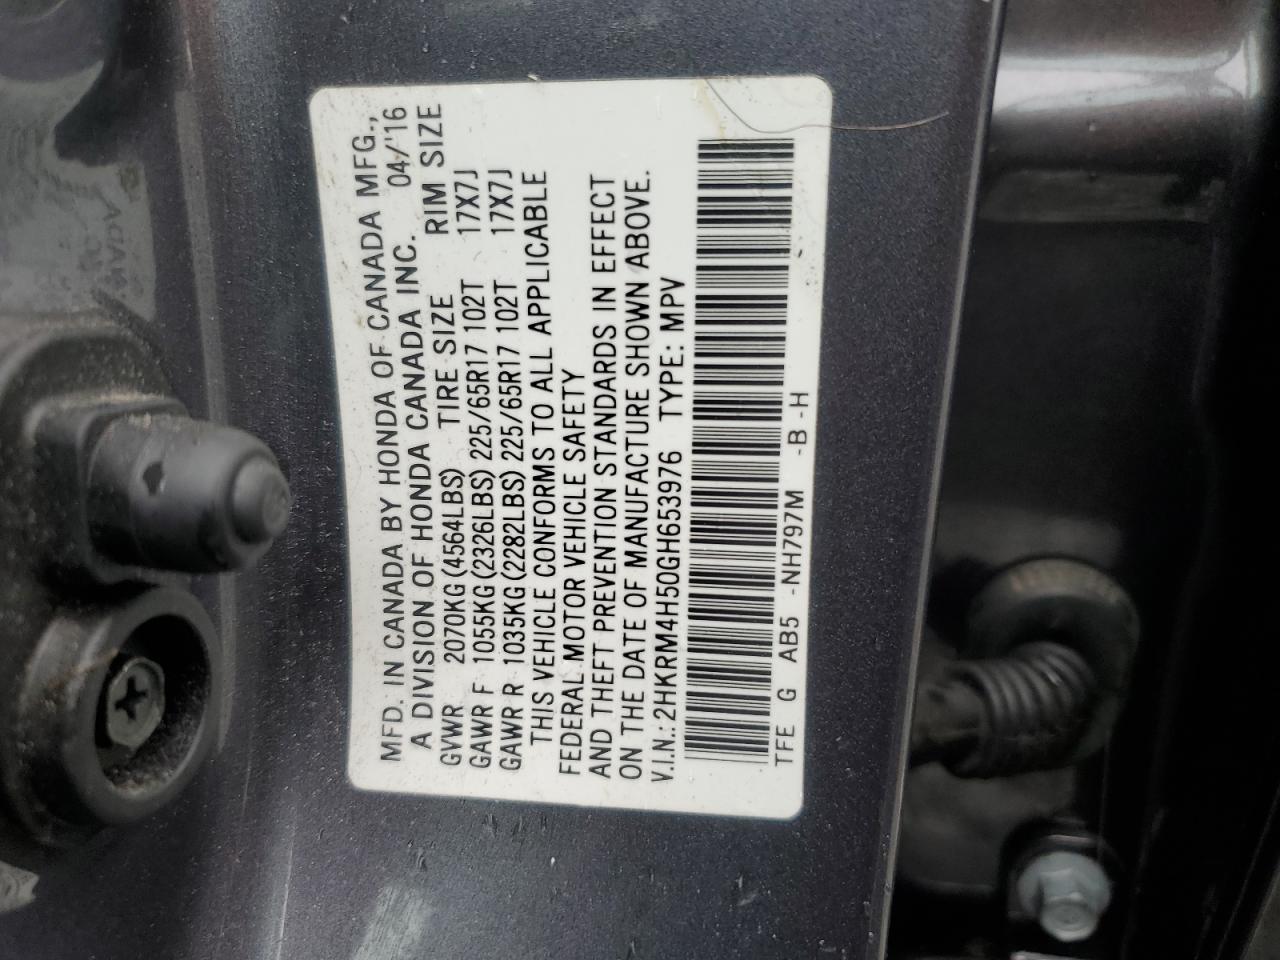 MFD. IN CANADA BY HONDA OF CANADA MFG.,
A DIVISION OF HONDA CANADA INC. 04/'16
GVWR 2070KG(4564LBS) TIRE SIZE RIM SIZE
GAWR F 1055KG(2326LBS) 225/65R17 102T 17X7J
GAWR R 1035KG(2282LBS) 225/65R17 102T 17X7J
THIS VEHICLE CONFORMS TO ALL APPLICABLE
FEDERAL MOTOR VEHICLE SAFETY
AND THEFT PREVENTION STANDARDS IN EFFECT
ON THE DATE OF MANUFACTURE SHOWN ABOVE.
V.I.N.:2HKRM4H50GH653976 TYPE:MPV
TFE G AB5 -NH797M -B -H